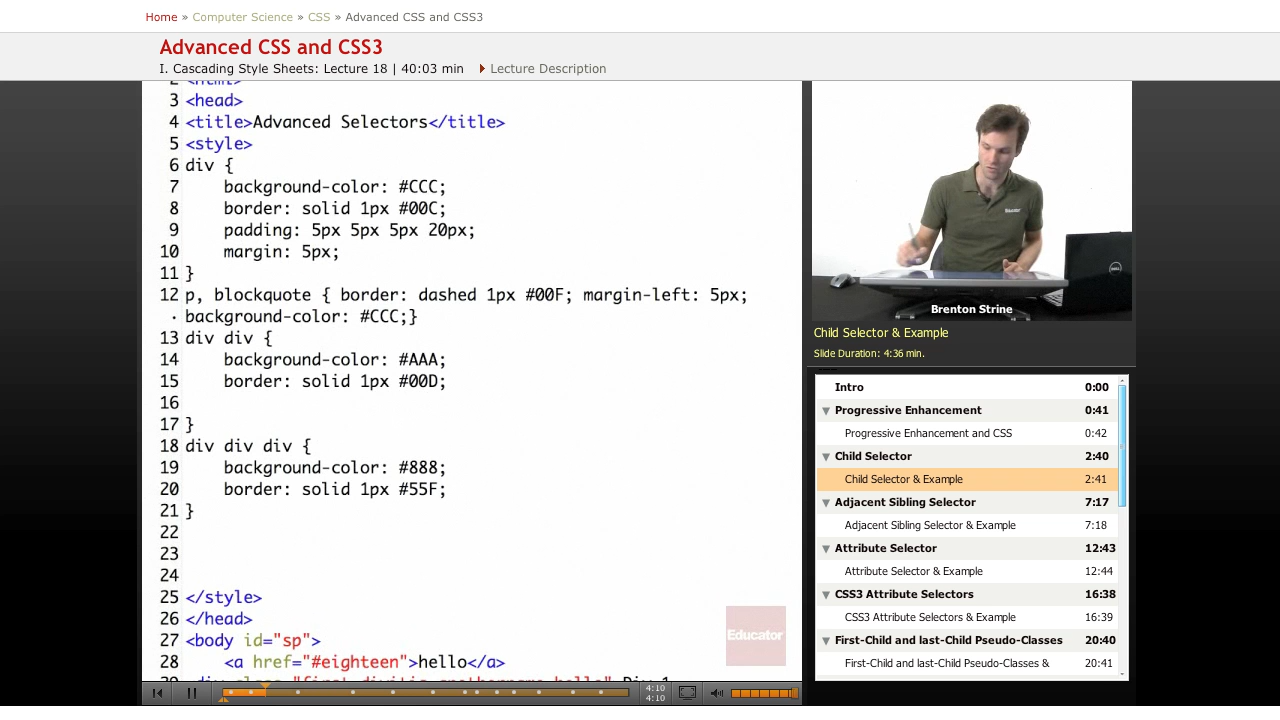 Home » Computer Science » CSS » Advanced CSS and CSS3
Advanced CSS and CSS3
I. Cascading Style Sheets: Lecture 18 | 40:03 min
Lecture Description
2 <html>
3 <head>
4 <title>Advanced Selectors</title>
5 <style>
6 div {
7 background-color: #CCC;
8 border: solid 1px #00C;
9 padding: 5px 5px 5px 20px;
10 margin: 5px;
11 }
12 p, blockquote { border: dashed 1px #00F; margin-left: 5px;
· background-color: #CCC;}
13 div div {
14 background-color: #AAA;
15 border: solid 1px #00D;
16
17 }
18 div div div {
19 background-color: #888;
20 border: solid 1px #55F;
21 }
22
23
24
25 </style>
26 </head>
27 <body id="sp">
28 <a href="#eighteen">hello</a>
Educator
4:10
4:10
Brenton Strine
Child Selector & Example
Slide Duration: 4:36 min.
Intro 0:00
Progressive Enhancement 0:41
Progressive Enhancement and CSS 0:42
Child Selector 2:40
Child Selector & Example 2:41
Adjacent Sibling Selector 7:17
Adjacent Sibling Selector & Example 7:18
Attribute Selector 12:43
Attribute Selector & Example 12:44
CSS3 Attribute Selectors 16:38
CSS3 Attribute Selectors & Example 16:39
First-Child and last-Child Pseudo-Classes 20:40
First-Child and last-Child Pseudo-Classes & 20:41